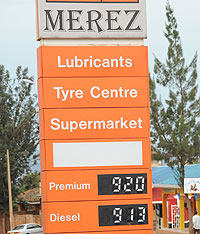 MEREZ
Lubricants
Tyre Centre
Supermarket
Premium 920
Diesel 913